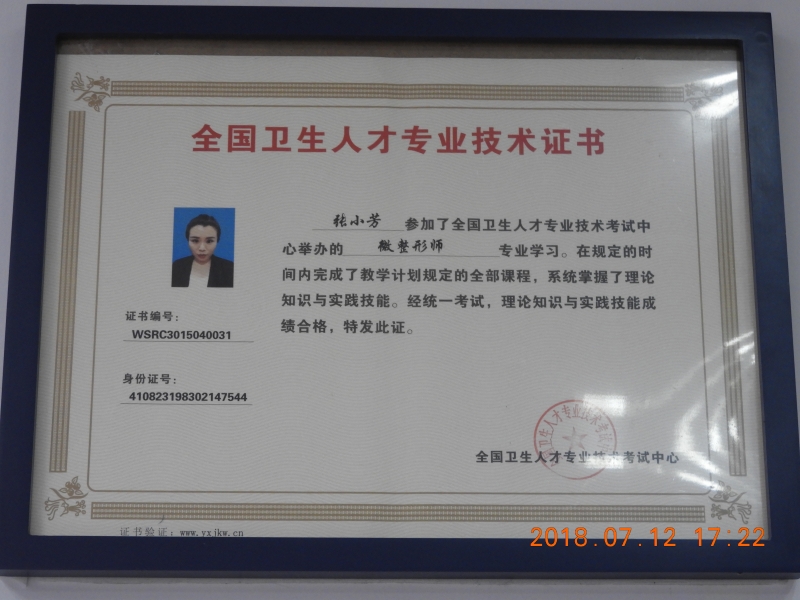 全国卫生人才专业技术证书
张小芳 参加了全国卫生人才专业技术考试中
心举办的 微整形师 专业学习。在规定的时
间内完成了教学计划规定的全部课程，系统掌握了理论
知识与实践技能。经统一考试，理论知识与实践技能成
绩合格，特发此证。
证书编号：
WSRC3015040031
身份证号：
410823198302147544
全国卫生人才专业技术考试中心
证书验证：www.yxjkw.cn
2018.07.12 17:22